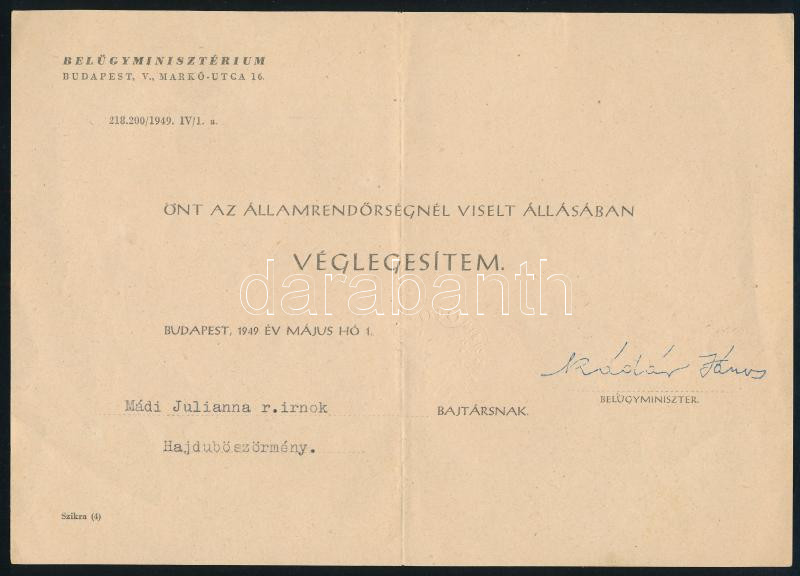 BELÜGYMINISZTÉRIUM
BUDAPEST, V., MARKÓ-UTCA 16.
218.200/1949. IV/1. a.
ÖNT AZ ÁLLAMRENDŐRSÉGNÉL VISELT ÁLLÁSÁBAN
VÉGLEGESÍTEM.
darabanth
BUDAPEST, 1949 ÉV MÁJUS HÓ 1.
Kádár János
BELÜGYMINISZTER.
Mádi Julianna r.irnok BAJTÁRSNAK.
Hajduböszörmény.
Szikra (4)